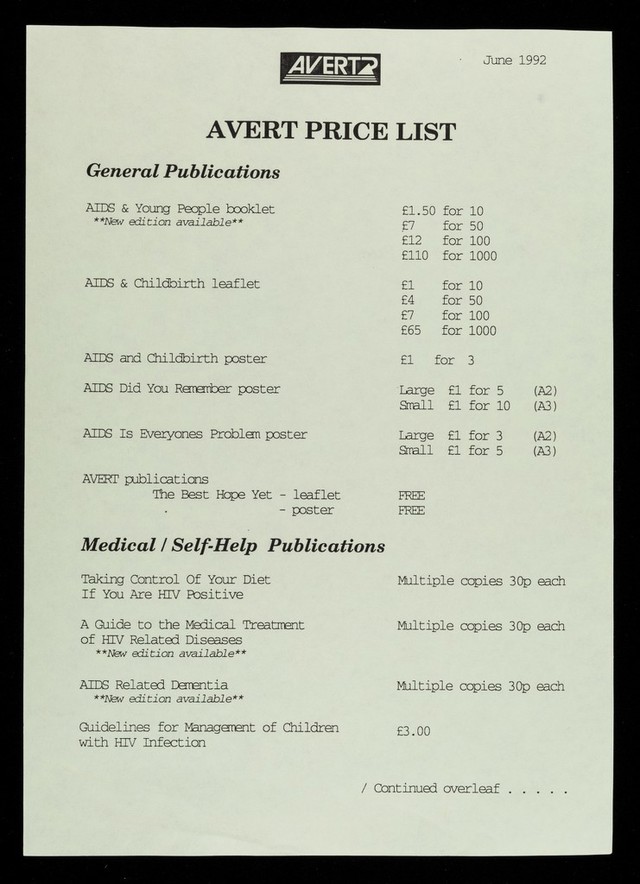 AVERT
June 1992
AVERT PRICE LIST
General Publications
AIDS & Young People booklet £1.50 for 10
**New edition available** £7 for 50
£12 for 100
£110 for 1000
AIDS & Childbirth leaflet £1 for 10
£4 for 50
£7 for 100
£65 for 1000
AIDS and Childbirth poster £1 for 3
AIDS Did You Remember poster Large £1 for 5 (A2)
Small £1 for 10 (A3)
AIDS Is Everyones Problem poster Large £1 for 3 (A2)
Small £1 for 5 (A3)
AVERT publications
The Best Hope Yet - leaflet FREE
- poster FREE
Medical / Self-Help Publications
Taking Control Of Your Diet Multiple copies 30p each
If You Are HIV Positive
A Guide to the Medical Treatment Multiple copies 30p each
of HIV Related Diseases
**New edition available**
AIDS Related Dementia Multiple copies 30p each
**New edition available**
Guidelines for Management of Children £3.00
with HIV Infection
/ Continued overleaf . . . . .